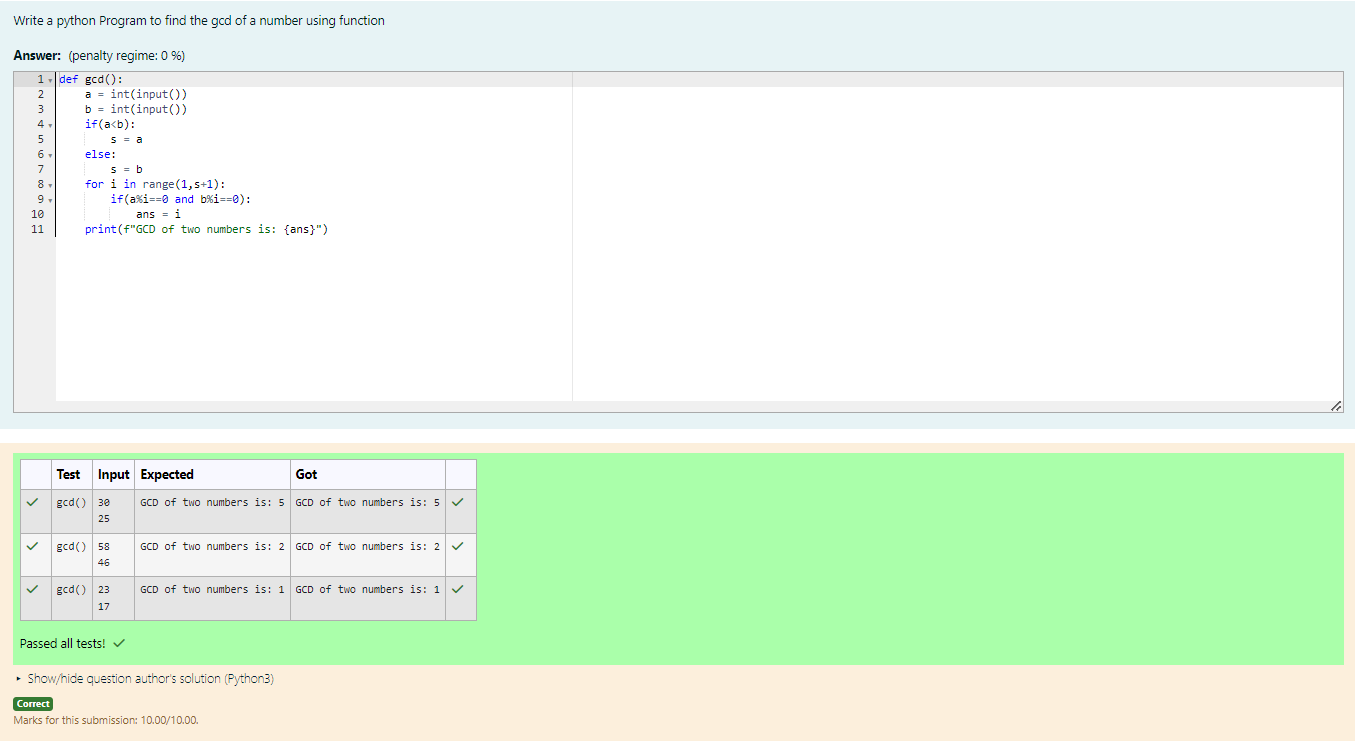 Write a python Program to find the gcd of a number using function
Answer: (penalty regime: 0 %)
1 def gcd():
2     a = int(input())
3     b = int(input())
4     if(a<b):
5         s = a
6     else:
7         s = b
8     for i in range(1,s+1):
9         if(a%i==0 and b%i==0):
10             ans = i
11     print(f"GCD of two numbers is: {ans}")
Test Input Expected Got
gcd() 30 GCD of two numbers is: 5 GCD of two numbers is: 5
25
gcd() 58 GCD of two numbers is: 2 GCD of two numbers is: 2
46
gcd() 23 GCD of two numbers is: 1 GCD of two numbers is: 1
17
Passed all tests!
Show/hide question author's solution (Python3)
Correct
Marks for this submission: 10.00/10.00.